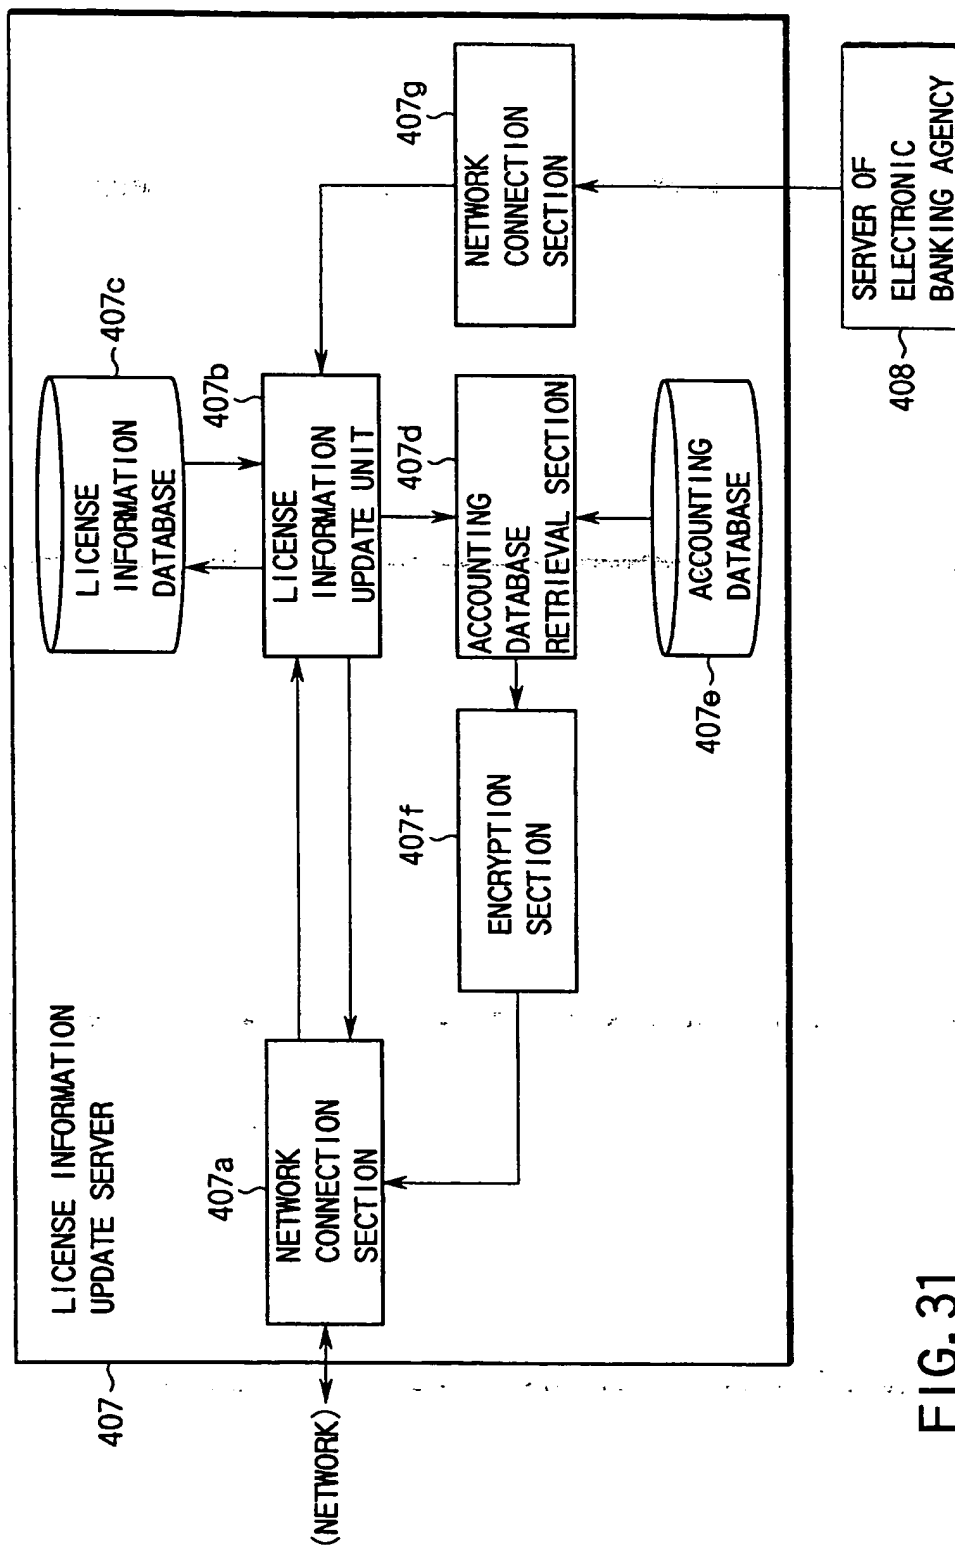 LICENSE INFORMATION
UPDATE SERVER
407
(NETWORK)
407a
NETWORK
CONNECTION
SECTION
407c
LICENSE
INFORMATION
DATABASE
407b
LICENSE
INFORMATION
UPDATE UNIT
407d
ACCOUNTING
DATABASE
RETRIEVAL SECTION
407f
ENCRYPTION
SECTION
407e
ACCOUNTING
DATABASE
407g
NETWORK
CONNECTION
SECTION
408
SERVER OF
ELECTRONIC
BANKING AGENCY
FIG. 31